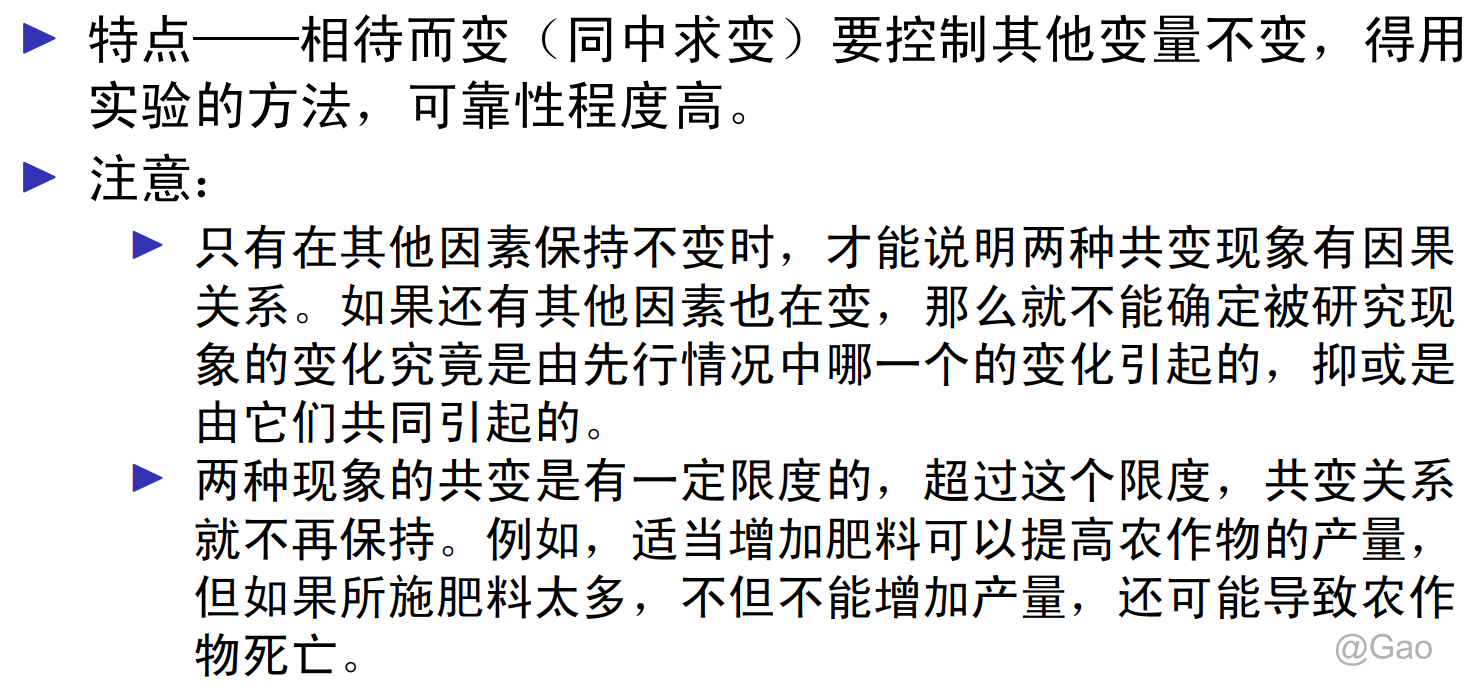 特点——相待而变（同中求变）要控制其他变量不变，得用
实验的方法，可靠性程度高。
注意：
只有在其他因素保持不变时，才能说明两种共变现象有因果
关系。如果还有其他因素也在变，那么就不能确定被研究现
象的变化究竟是由先行情况中哪一个的变化引起的，抑或是
由它们共同引起的。
两种现象的共变是有一定限度的，超过这个限度，共变关系
就不再保持。例如，适当增加肥料可以提高农作物的产量，
但如果所施肥料太多，不但不能增加产量，还可能导致农作
物死亡。
@Gao